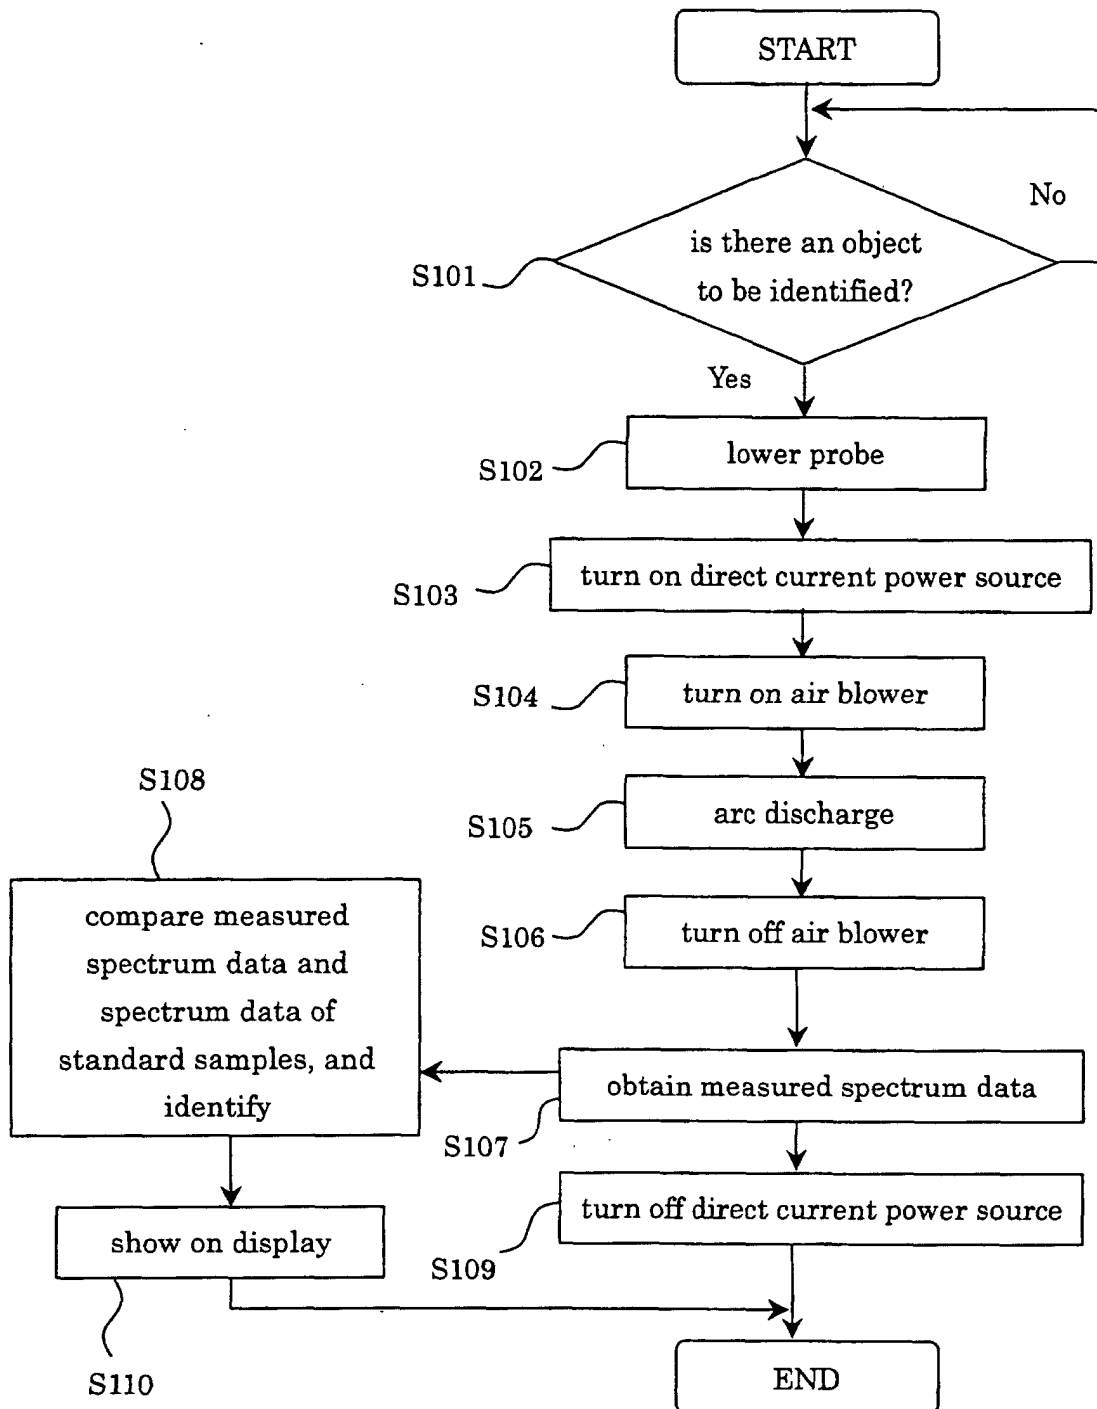 START
No
is there an object
to be identified?
S101
Yes
lower probe
S102
turn on direct current power source
S103
turn on air blower
S104
arc discharge
S105
turn off air blower
S106
S108
compare measured
spectrum data and
spectrum data of
standard samples, and
identify
obtain measured spectrum data
S107
turn off direct current power source
S109
show on display
S110
END